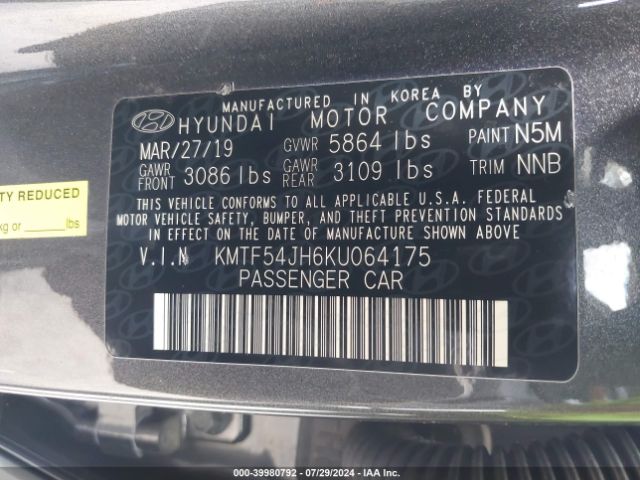 MANUFACTURED IN KOREA BY
HYUNDAI MOTOR COMPANY
MAR/27/19 GVWR 5864 lbs PAINT N5M
GAWR FRONT 3086 lbs GAWR REAR 3109 lbs TRIM NNB
THIS VEHICLE CONFORMS TO ALL APPLICABLE U.S.A. FEDERAL
MOTOR VEHICLE SAFETY, BUMPER, AND THEFT PREVENTION STANDARDS
IN EFFECT ON THE DATE OF MANUFACTURE SHOWN ABOVE
V.I.N KMTF54JH6KU064175
PASSENGER CAR
TY REDUCED
kg or ____lbs
000-39980792 - 07/29/2024 - IAA Inc.